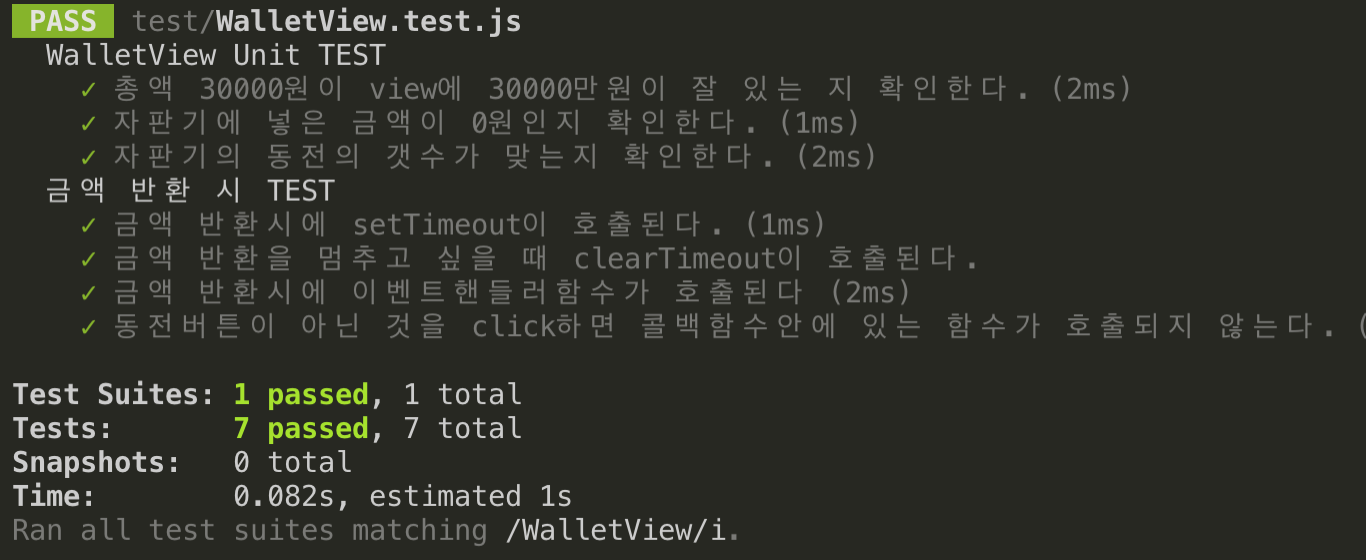 PASS test/WalletView.test.js
WalletView Unit TEST
✓ 총액 30000원이 view에 30000만원이 잘 있는 지 확인한다. (2ms)
✓ 자판기에 넣은 금액이 0원인지 확인한다. (1ms)
✓ 자판기의 동전의 갯수가 맞는지 확인한다. (2ms)
금액 반환 시 TEST
✓ 금액 반환시에 setTimeout이 호출된다. (1ms)
✓ 금액 반환을 멈추고 싶을 때 clearTimeout이 호출된다.
✓ 금액 반환시에 이벤트핸들러함수가 호출된다 (2ms)
✓ 동전버튼이 아닌 것을 click하면 콜백함수안에 있는 함수가 호출되지 않는다. (
Test Suites: 1 passed, 1 total
Tests: 7 passed, 7 total
Snapshots: 0 total
Time: 0.082s, estimated 1s
Ran all test suites matching /WalletView/i.